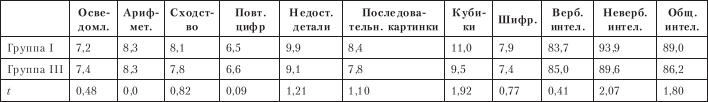 Осве- Ариф- Сходст- Повт. Недост. Последова- Куби- Шифр. Верб. Неверб. Общ.
домл. мет. во цифр детали тельн. картинки ки интел. интел. интел.
Группа I 7,2 8,3 8,1 6,5 9,9 8,4 11,0 7,9 83,7 93,9 89,0
Группа III 7,4 8,3 7,8 6,6 9,1 7,8 9,5 7,4 85,0 89,6 86,2
t 0,48 0,0 0,82 0,09 1,21 1,10 1,92 0,77 0,41 2,07 1,80